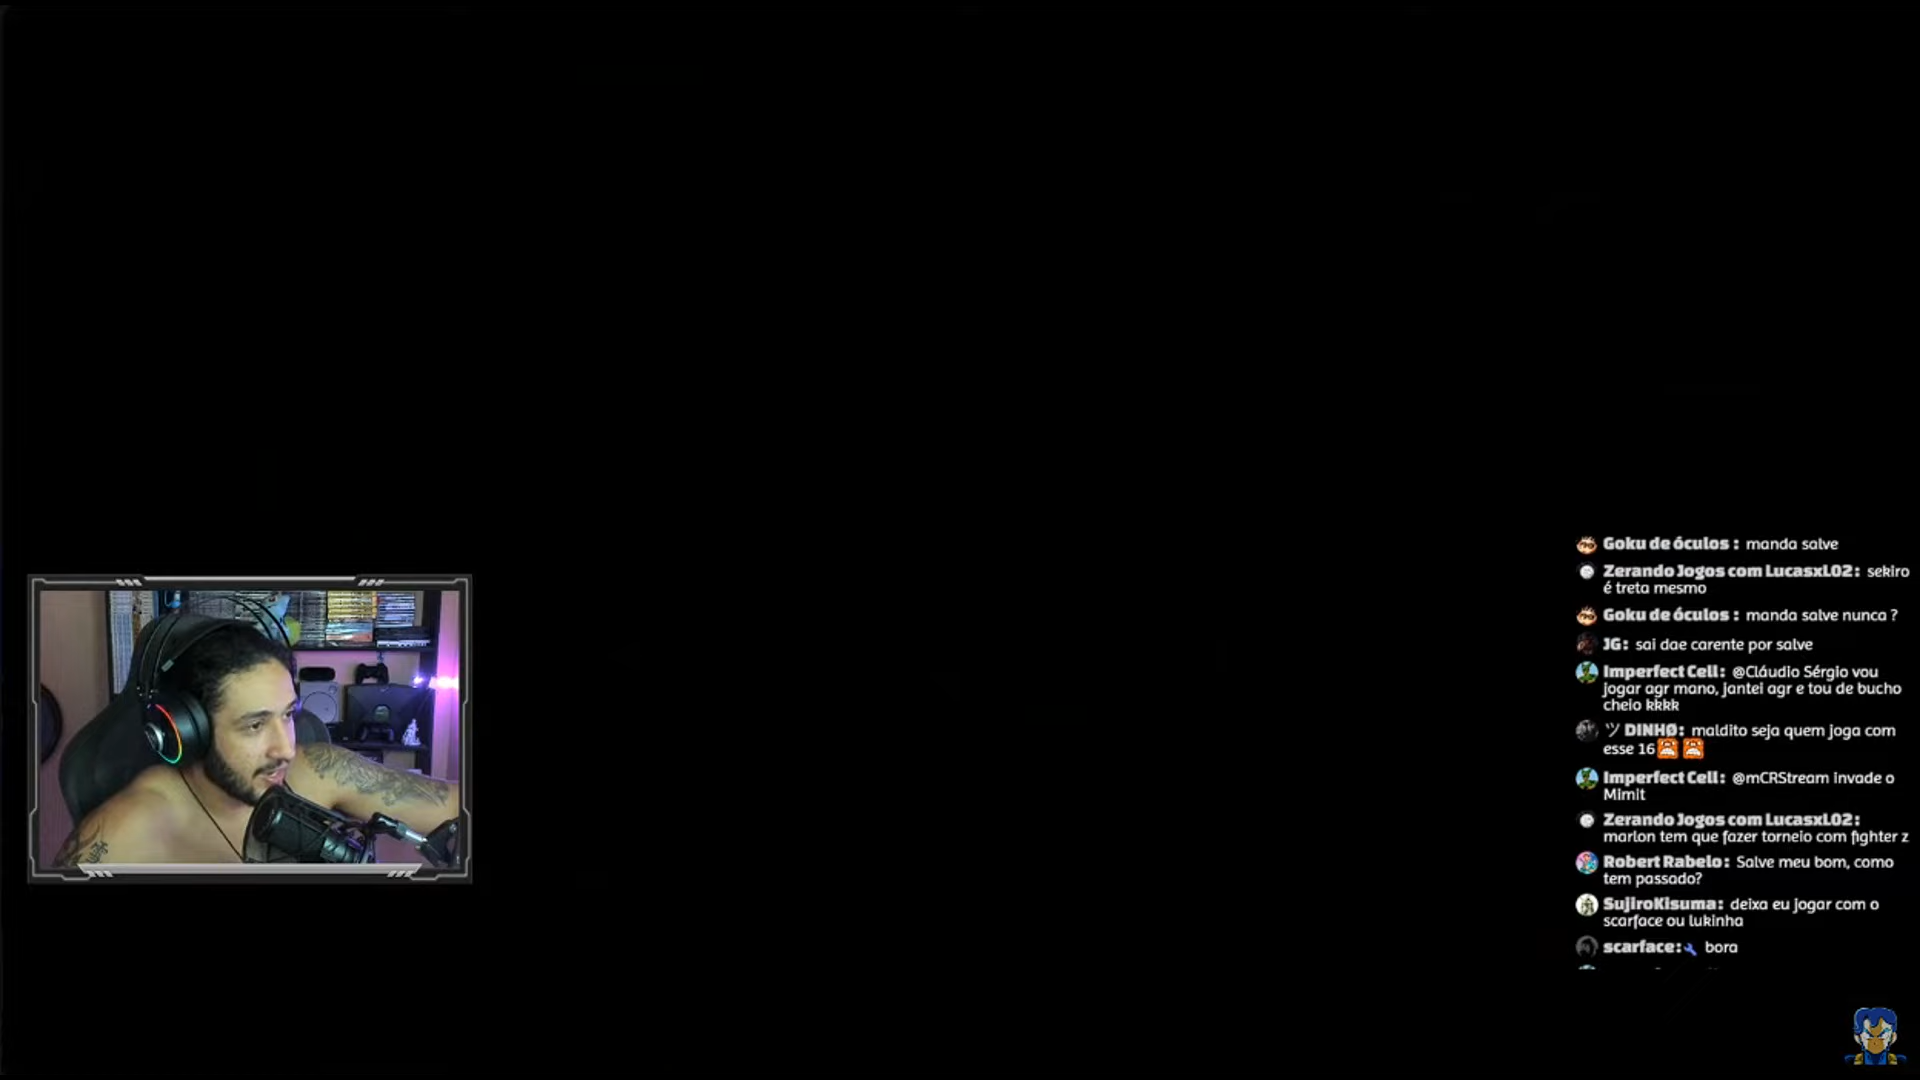 Goku de óculos : manda salve
Zerando Jogos com LucasxL02 : sekiro
é treta mesmo
Goku de óculos : manda salve nunca ?
JG: sai dae carente por salve
Imperfect Cell : @Cláudio Sérgio vou
jogar agr mano, jantei agr e tou de bucho
cheio kkkk
ツ DINHØ: maldito seja quem joga com
esse 16
Imperfect Cell : @mCRStream invade o
Mimit
Zerando Jogos com LucasxL02 :
marlon tem que fazer torneio com fighter z
Robert Rabelo : Salve meu bom, como
tem passado?
SujiroKisuma : deixa eu jogar com o
scarface ou lukinha
scarface: bora